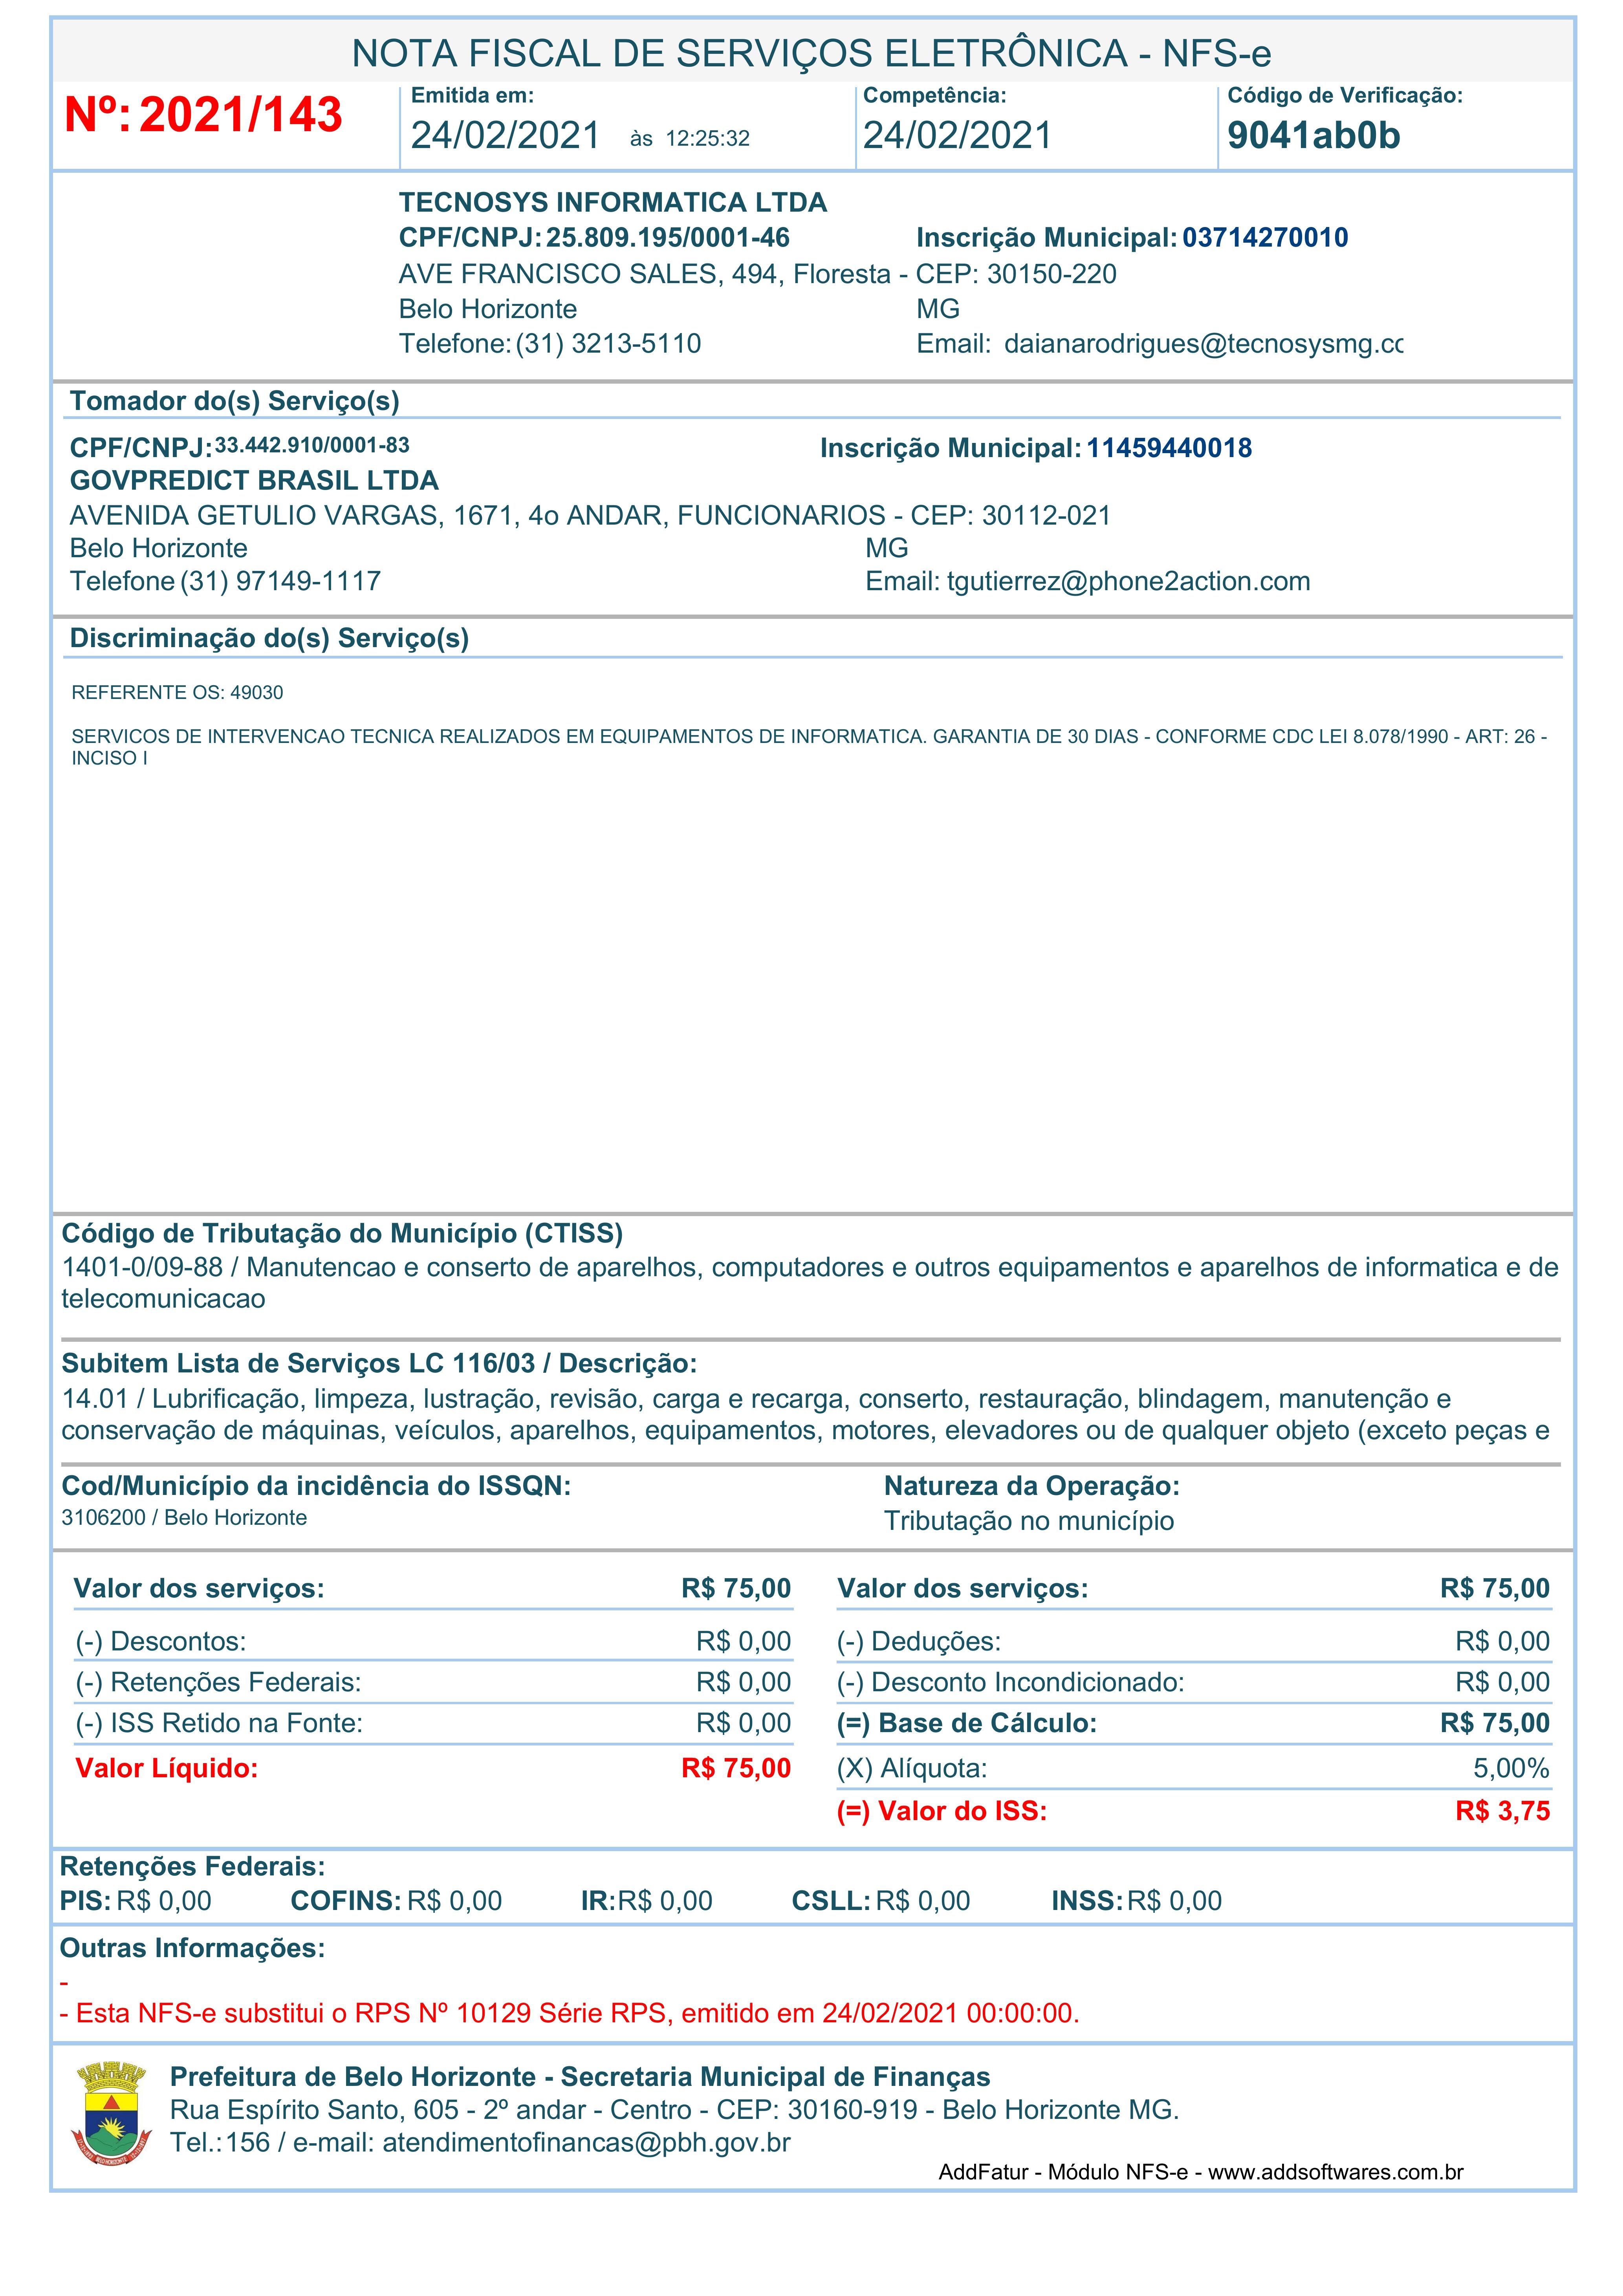 NOTA FISCAL DE SERVIÇOS ELETRÔNICA - NFS-e
Nº: 2021/143
Emitida em:
24/02/2021 às 12:25:32
Competência:
24/02/2021
Código de Verificação:
9041ab0b
TECNOSYS INFORMATICA LTDA
CPF/CNPJ: 25.809.195/0001-46 Inscrição Municipal: 03714270010
AVE FRANCISCO SALES, 494, Floresta - CEP: 30150-220
Belo Horizonte MG
Telefone: (31) 3213-5110 Email: daianarodrigues@tecnosysmg.cc
Tomador do(s) Serviço(s)
CPF/CNPJ: 33.442.910/0001-83 Inscrição Municipal: 11459440018
GOVPREDICT BRASIL LTDA
AVENIDA GETULIO VARGAS, 1671, 4o ANDAR, FUNCIONARIOS - CEP: 30112-021
Belo Horizonte MG
Telefone (31) 97149-1117 Email: tgutierrez@phone2action.com
Discriminação do(s) Serviço(s)
REFERENTE OS: 49030
SERVICOS DE INTERVENCAO TECNICA REALIZADOS EM EQUIPAMENTOS DE INFORMATICA. GARANTIA DE 30 DIAS - CONFORME CDC LEI 8.078/1990 - ART: 26 -
INCISO I
Código de Tributação do Município (CTISS)
1401-0/09-88 / Manutencao e conserto de aparelhos, computadores e outros equipamentos e aparelhos de informatica e de
telecomunicacao
Subitem Lista de Serviços LC 116/03 / Descrição:
14.01 / Lubrificação, limpeza, lustração, revisão, carga e recarga, conserto, restauração, blindagem, manutenção e
conservação de máquinas, veículos, aparelhos, equipamentos, motores, elevadores ou de qualquer objeto (exceto peças e
Cod/Município da incidência do ISSQN: Natureza da Operação:
3106200 / Belo Horizonte Tributação no município
Valor dos serviços: R$ 75,00 Valor dos serviços: R$ 75,00
(-) Descontos: R$ 0,00 (-) Deduções: R$ 0,00
(-) Retenções Federais: R$ 0,00 (-) Desconto Incondicionado: R$ 0,00
(-) ISS Retido na Fonte: R$ 0,00 (=) Base de Cálculo: R$ 75,00
Valor Líquido: R$ 75,00 (X) Alíquota: 5,00%
(=) Valor do ISS: R$ 3,75
Retenções Federais:
PIS: R$ 0,00 COFINS: R$ 0,00 IR: R$ 0,00 CSLL: R$ 0,00 INSS: R$ 0,00
Outras Informações:
-
- Esta NFS-e substitui o RPS Nº 10129 Série RPS, emitido em 24/02/2021 00:00:00.
Prefeitura de Belo Horizonte - Secretaria Municipal de Finanças
Rua Espírito Santo, 605 - 2º andar - Centro - CEP: 30160-919 - Belo Horizonte MG.
Tel.: 156 / e-mail: atendimentofinancas@pbh.gov.br
AddFatur - Módulo NFS-e - www.addsoftwares.com.br